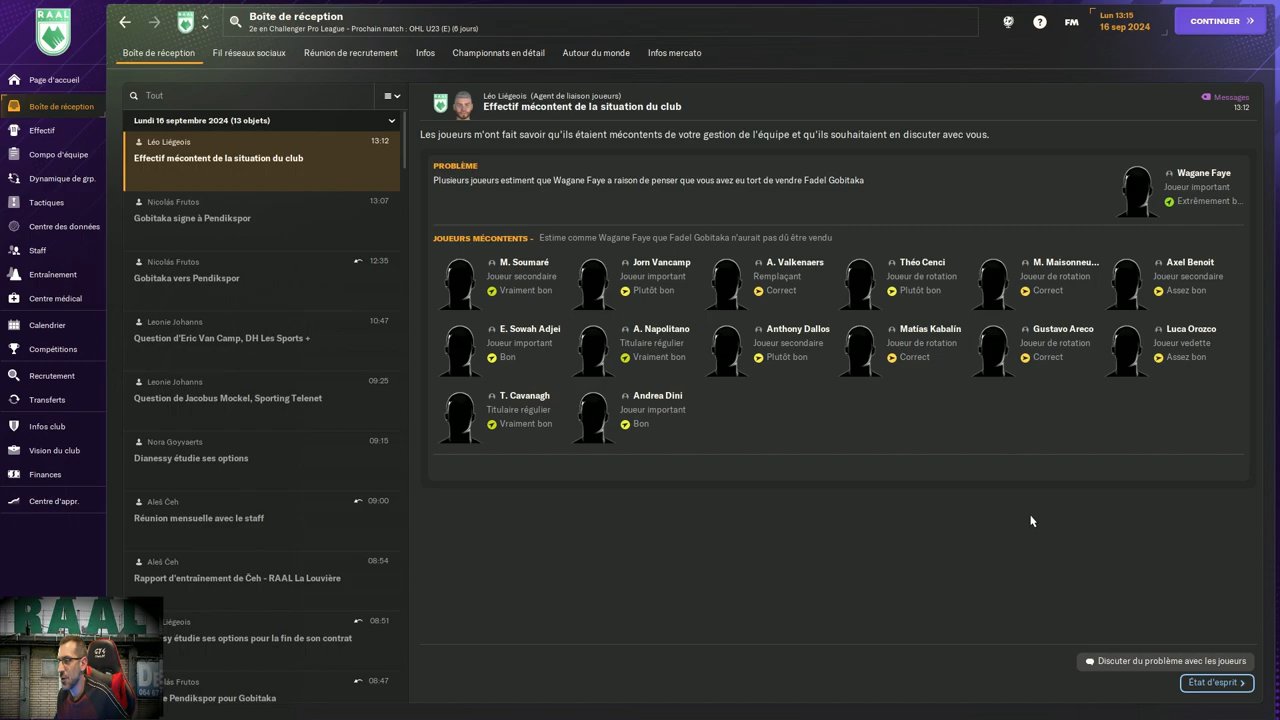 RAAL
Boîte de réception
2e en Challenger Pro League - Prochain match : OHL U23 (E) (6 jours)
FM
Lun 13:15
16 sep 2024
CONTINUER
Boîte de réception
Fil réseaux sociaux
Réunion de recrutement
Infos
Championnats en détail
Autour du monde
Infos mercato
Page d'accueil
Boîte de réception
Effectif
Compo d'équipe
Dynamique de grp.
Tactiques
Centre des données
Staff
Entraînement
Centre médical
Calendrier
Compétitions
Recrutement
Transferts
Infos club
Vision du club
Finances
Centre d'appr.
Tout
Lundi 16 septembre 2024 (13 objets)
Léo Liégeois
13:12
Effectif mécontent de la situation du club
Nicolás Frutos
13:07
Gobitaka signe à Pendikspor
Nicolás Frutos
12:35
Gobitaka vers Pendikspor
Leonie Johanns
10:47
Question d'Eric Van Camp, DH Les Sports +
Leonie Johanns
09:25
Question de Jacobus Mockel, Sporting Telenet
Nora Goyvaerts
09:15
Dianessy étudie ses options
Aleš Čeh
09:00
Réunion mensuelle avec le staff
Aleš Čeh
08:54
Rapport d'entraînement de Čeh - RAAL La Louvière
Liégeois
08:51
ssy étudie ses options pour la fin de son contrat
lás Frutos
08:47
e Pendikspor pour Gobitaka
Léo Liégeois (Agent de liaison joueurs)
Effectif mécontent de la situation du club
Messages
13:12
Les joueurs m'ont fait savoir qu'ils étaient mécontents de votre gestion de l'équipe et qu'ils souhaitaient en discuter avec vous.
PROBLÈME
Plusieurs joueurs estiment que Wagane Faye a raison de penser que vous avez eu tort de vendre Fadel Gobitaka
Wagane Faye
Joueur important
Extrêmement b...
JOUEURS MÉCONTENTS - Estime comme Wagane Faye que Fadel Gobitaka n'aurait pas dû être vendu
M. Soumaré
Joueur secondaire
Vraiment bon
Jorn Vancamp
Joueur important
Plutôt bon
A. Valkenaers
Remplaçant
Correct
Théo Cenci
Joueur de rotation
Plutôt bon
M. Maisonneu...
Joueur de rotation
Correct
Axel Benoit
Joueur secondaire
Assez bon
E. Sowah Adjei
Joueur important
Bon
A. Napolitano
Titulaire régulier
Vraiment bon
Anthony Dallos
Joueur secondaire
Plutôt bon
Matías Kabalín
Joueur de rotation
Correct
Gustavo Areco
Joueur de rotation
Correct
Luca Orozco
Joueur vedette
Assez bon
T. Cavanagh
Titulaire régulier
Vraiment bon
Andrea Dini
Joueur important
Bon
Discuter du problème avec les joueurs
État d'esprit
RAAL